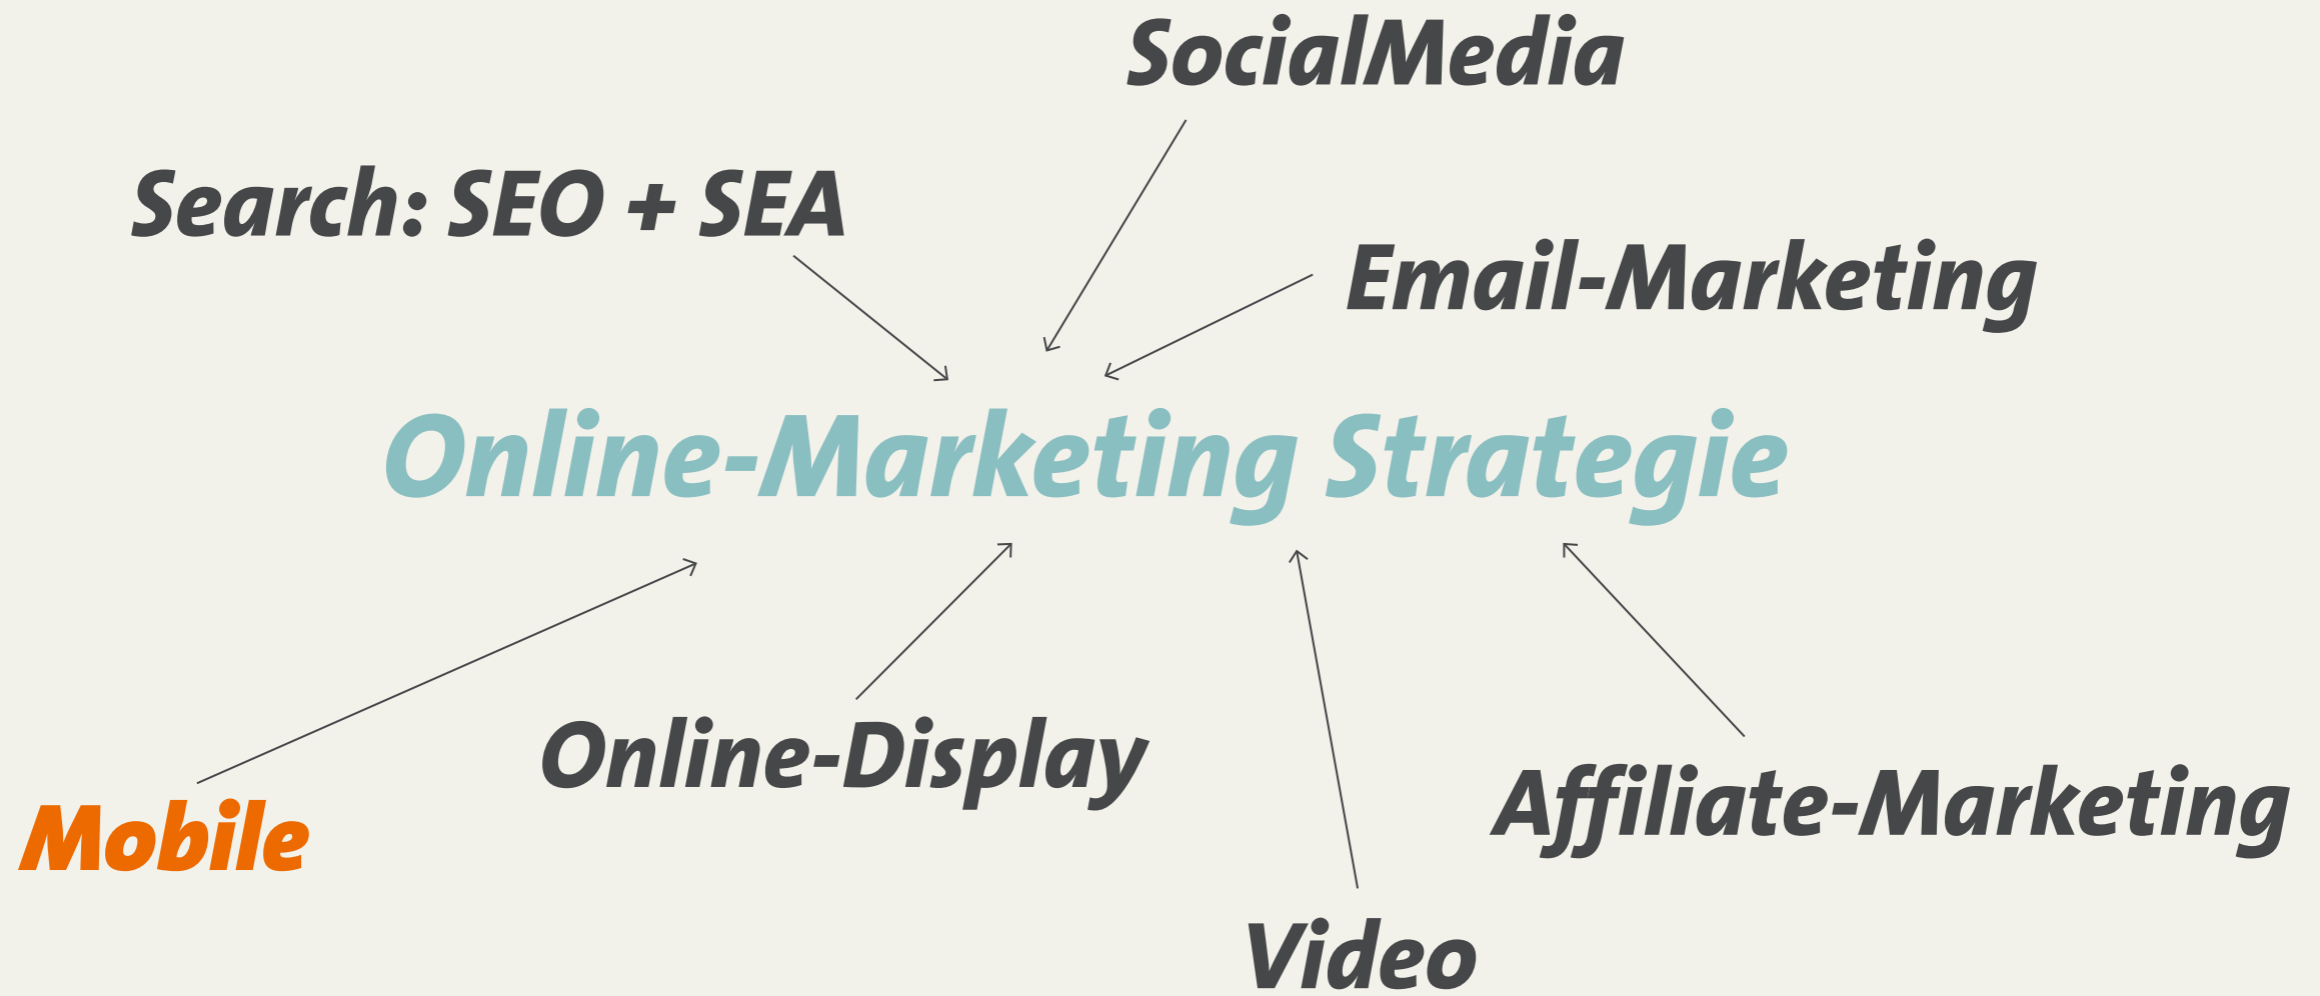 SocialMedia
Search: SEO + SEA
Email-Marketing
Online-Marketing Strategie
Online-Display
Mobile
Affiliate-Marketing
Video